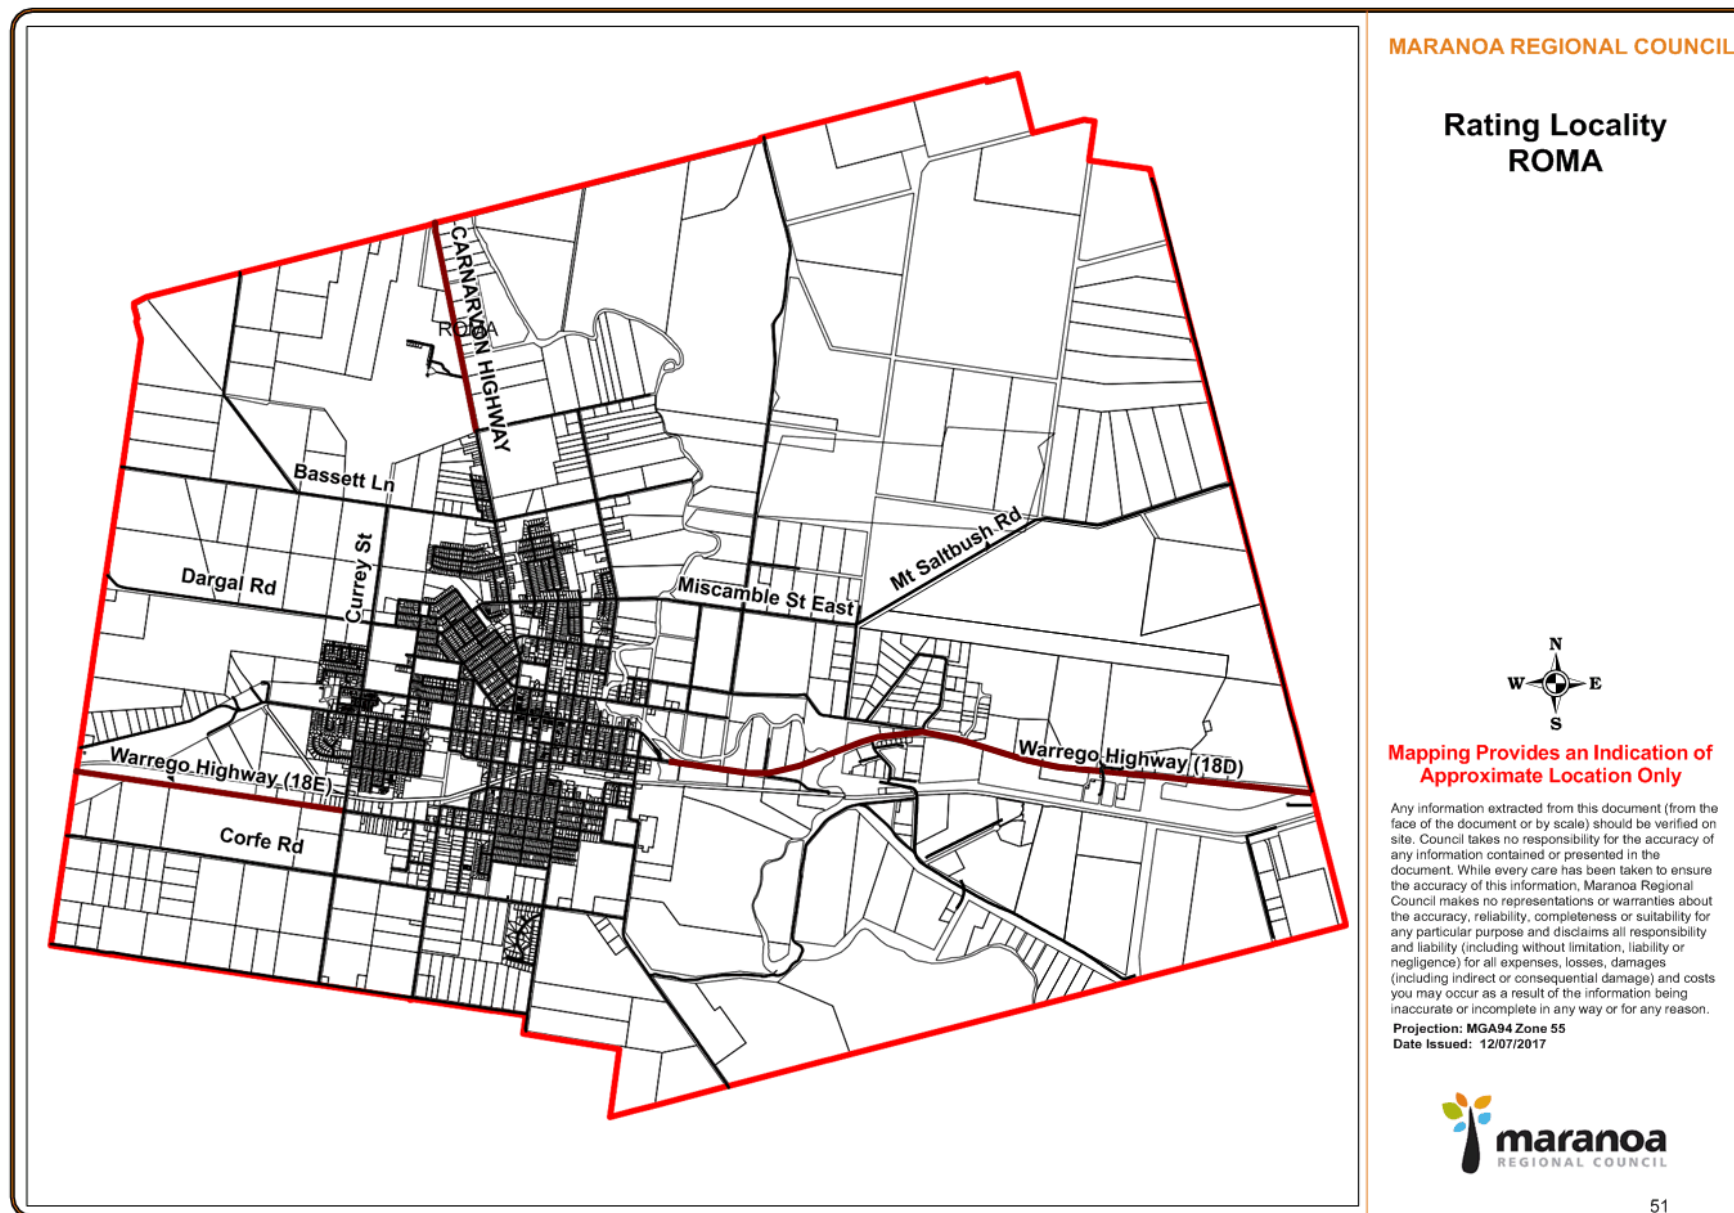 MARANOA REGIONAL COUNCIL
Rating Locality
ROMA
CARNARVON HIGHWAY
ROMA
Bassett Ln
Currey St
Dargal Rd
Mt Saltbush Rd
Miscamble St East
Warrego Highway (18E)
Warrego Highway (18D)
Corfe Rd
N
W E
S
Mapping Provides an Indication of
Approximate Location Only
Any information extracted from this document (from the
face of the document or by scale) should be verified on
site. Council takes no responsibility for the accuracy of
any information contained or presented in the
document. While every care has been taken to ensure
the accuracy of this information, Maranoa Regional
Council makes no representations or warranties about
the accuracy, reliability, completeness or suitability for
any particular purpose and disclaims all responsibility
and liability (including without limitation, liability or
negligence) for all expenses, losses, damages
(including indirect or consequential damage) and costs
you may occur as a result of the information being
inaccurate or incomplete in any way or for any reason.
Projection: MGA94 Zone 55
Date Issued: 12/07/2017
maranoa
REGIONAL COUNCIL
51